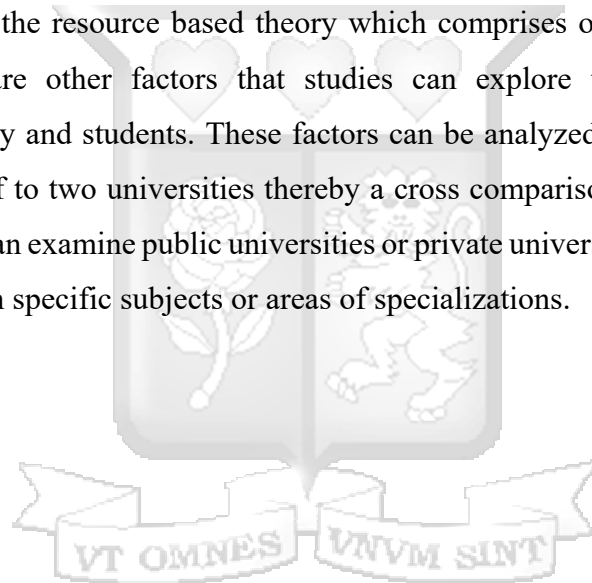 the resource based theory which comprises o
are other factors that studies can explore
y and students. These factors can be analyzed
f to two universities thereby a cross compariso
an examine public universities or private univer
n specific subjects or areas of specializations.
VT OMNES VNVM SINT